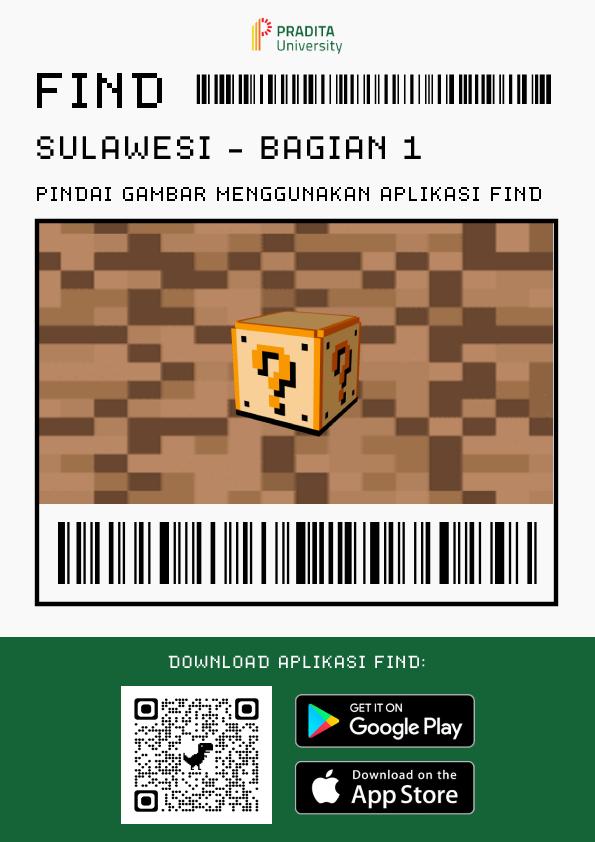 PRADITA
University
FIND
SULAWESI - BAGIAN 1
PINDAI GAMBAR MENGGUNAKAN APLIKASI FIND
? ?
DOWNLOAD APLIKASI FIND:
GET IT ON
Google Play
Download on the
App Store